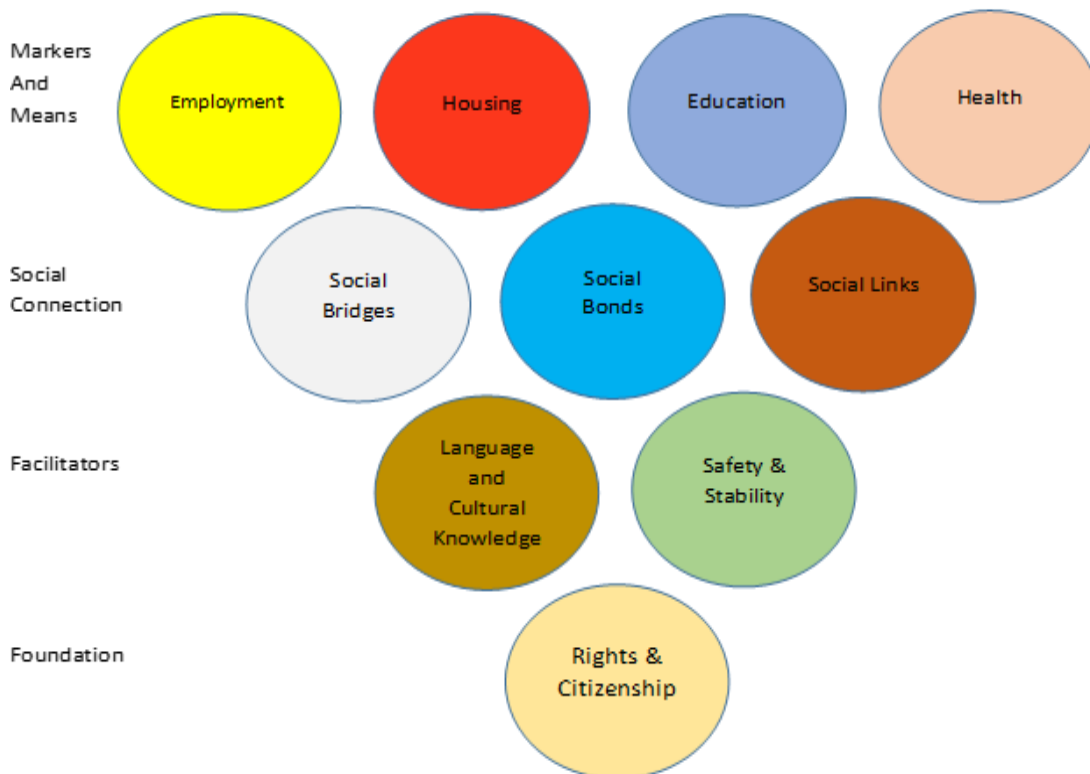 Markers
And
Means
Employment
Housing
Education
Health
Social
Connection
Social
Bridges
Social
Bonds
Social Links
Facilitators
Language
and
Cultural
Knowledge
Safety &
Stability
Foundation
Rights &
Citizenship